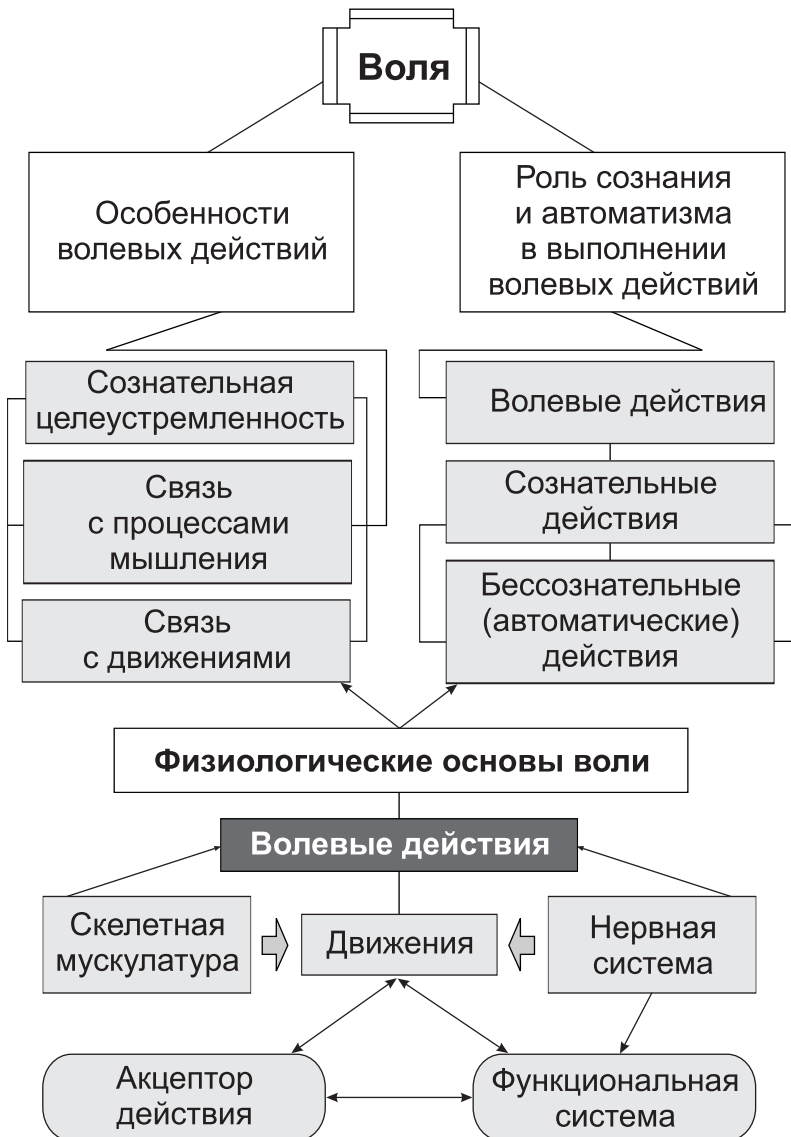 Воля
Особенности
волевых действий
Роль сознания
и автоматизма
в выполнении
волевых действий
Сознательная
целеустремленность
Связь
с процессами
мышления
Связь
с движениями
Волевые действия
Сознательные
действия
Бессознательные
(автоматические)
действия
Физиологические основы воли
Волевые действия
Скелетная
мускулатура
Движения
Нервная
система
Акцептор
действия
Функциональная
система